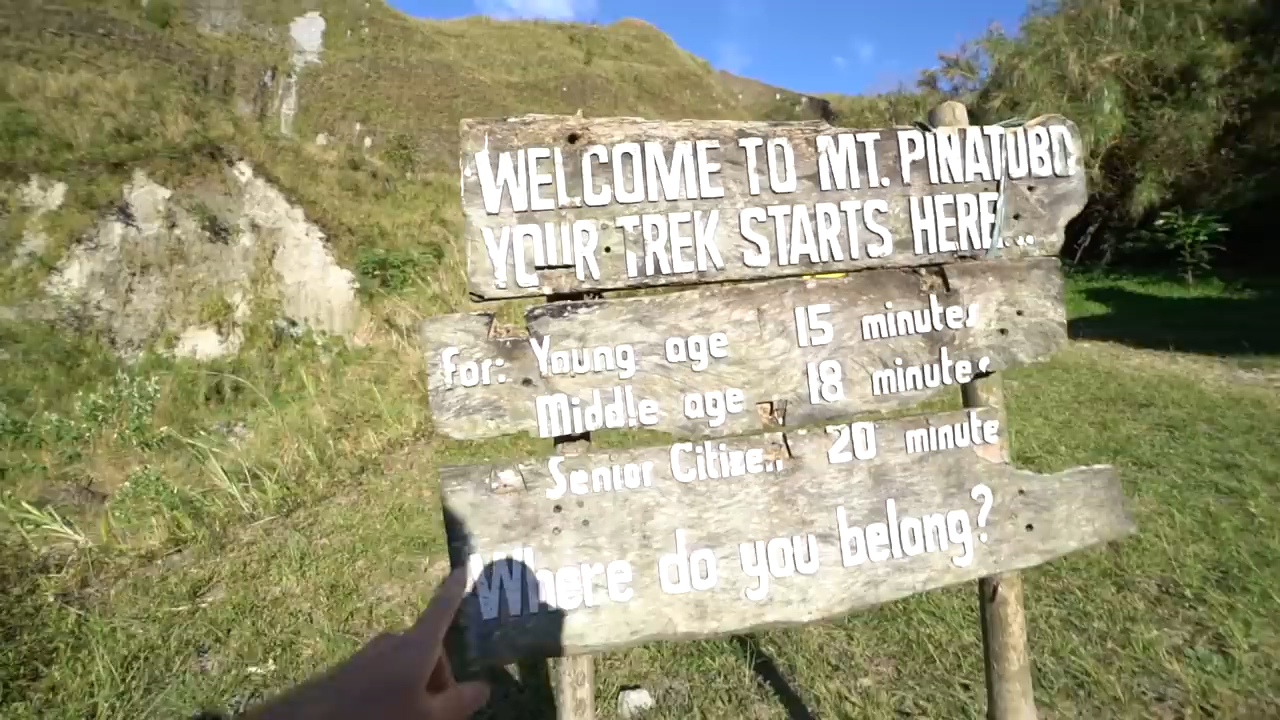 WELCOME TO MT. PINATUBO
YOUR TREK STARTS HERE...
For: Young age 15 minutes
Middle age 18 minutes
Senior Citizen 20 minute
Where do you belong?